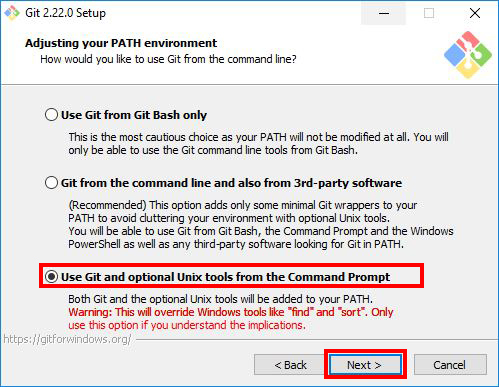 Git 2.22.0 Setup
Adjusting your PATH environment
How would you like to use Git from the command line?
Use Git from Git Bash only
This is the most cautious choice as your PATH will not be modified at all. You will
only be able to use the Git command line tools from Git Bash.
Git from the command line and also from 3rd-party software
(Recommended) This option adds only some minimal Git wrappers to your
PATH to avoid cluttering your environment with optional Unix tools.
You will be able to use Git from Git Bash, the Command Prompt and the Windows
PowerShell as well as any third-party software looking for Git in PATH.
Use Git and optional Unix tools from the Command Prompt
Both Git and the optional Unix tools will be added to your PATH.
Warning: This will override Windows tools like "find" and "sort". Only
use this option if you understand the implications.
https://gitforwindows.org/
< Back
Next >
Cancel